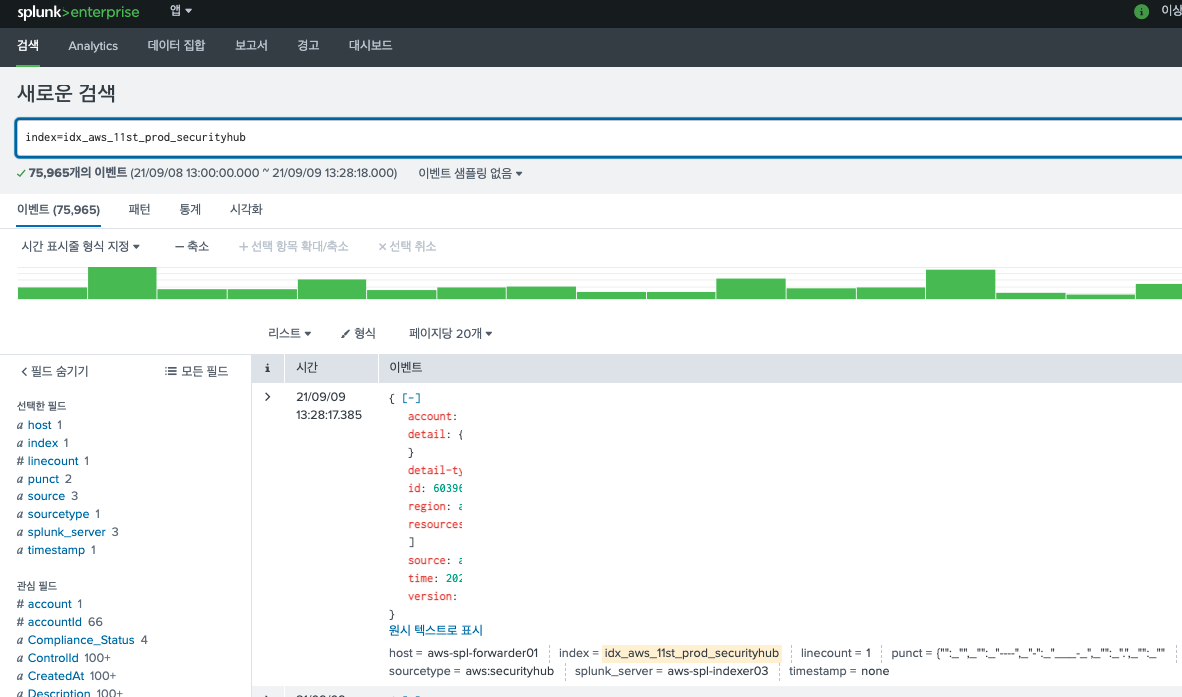 splunk>enterprise 앱 이상
검색 Analytics 데이터 집합 보고서 경고 대시보드
새로운 검색
index=idx_aws_11st_prod_securityhub
75,965개의 이벤트 (21/09/08 13:00:00.000 ~ 21/09/09 13:28:18.000) 이벤트 샘플링 없음
이벤트 (75,965) 패턴 통계 시각화
시간 표시줄 형식 지정 — 축소 + 선택 항목 확대/축소 × 선택 취소
리스트 형식 페이지당 20개
< 필드 숨기기 모든 필드 i 시간 이벤트
> 21/09/09 13:28:17.385
{ [-]
account:
detail: {
}
detail-ty
id: 60396
region: a
resources
]
source: a
time: 202
version:
}
원시 텍스트로 표시
host = aws-spl-forwarder01 index = idx_aws_11st_prod_securityhub linecount = 1 punct = {"":_"",_"":_"----",_"-":_"____-_",_"":_".",_"":_""
sourcetype = aws:securityhub splunk_server = aws-spl-indexer03 timestamp = none
선택한 필드
a host 1
a index 1
# linecount 1
a punct 2
a source 3
a sourcetype 1
a splunk_server 3
a timestamp 1
관심 필드
# account 1
# accountId 66
a Compliance_Status 4
a ControlId 100+
a CreatedAt 100+
a Description 100+